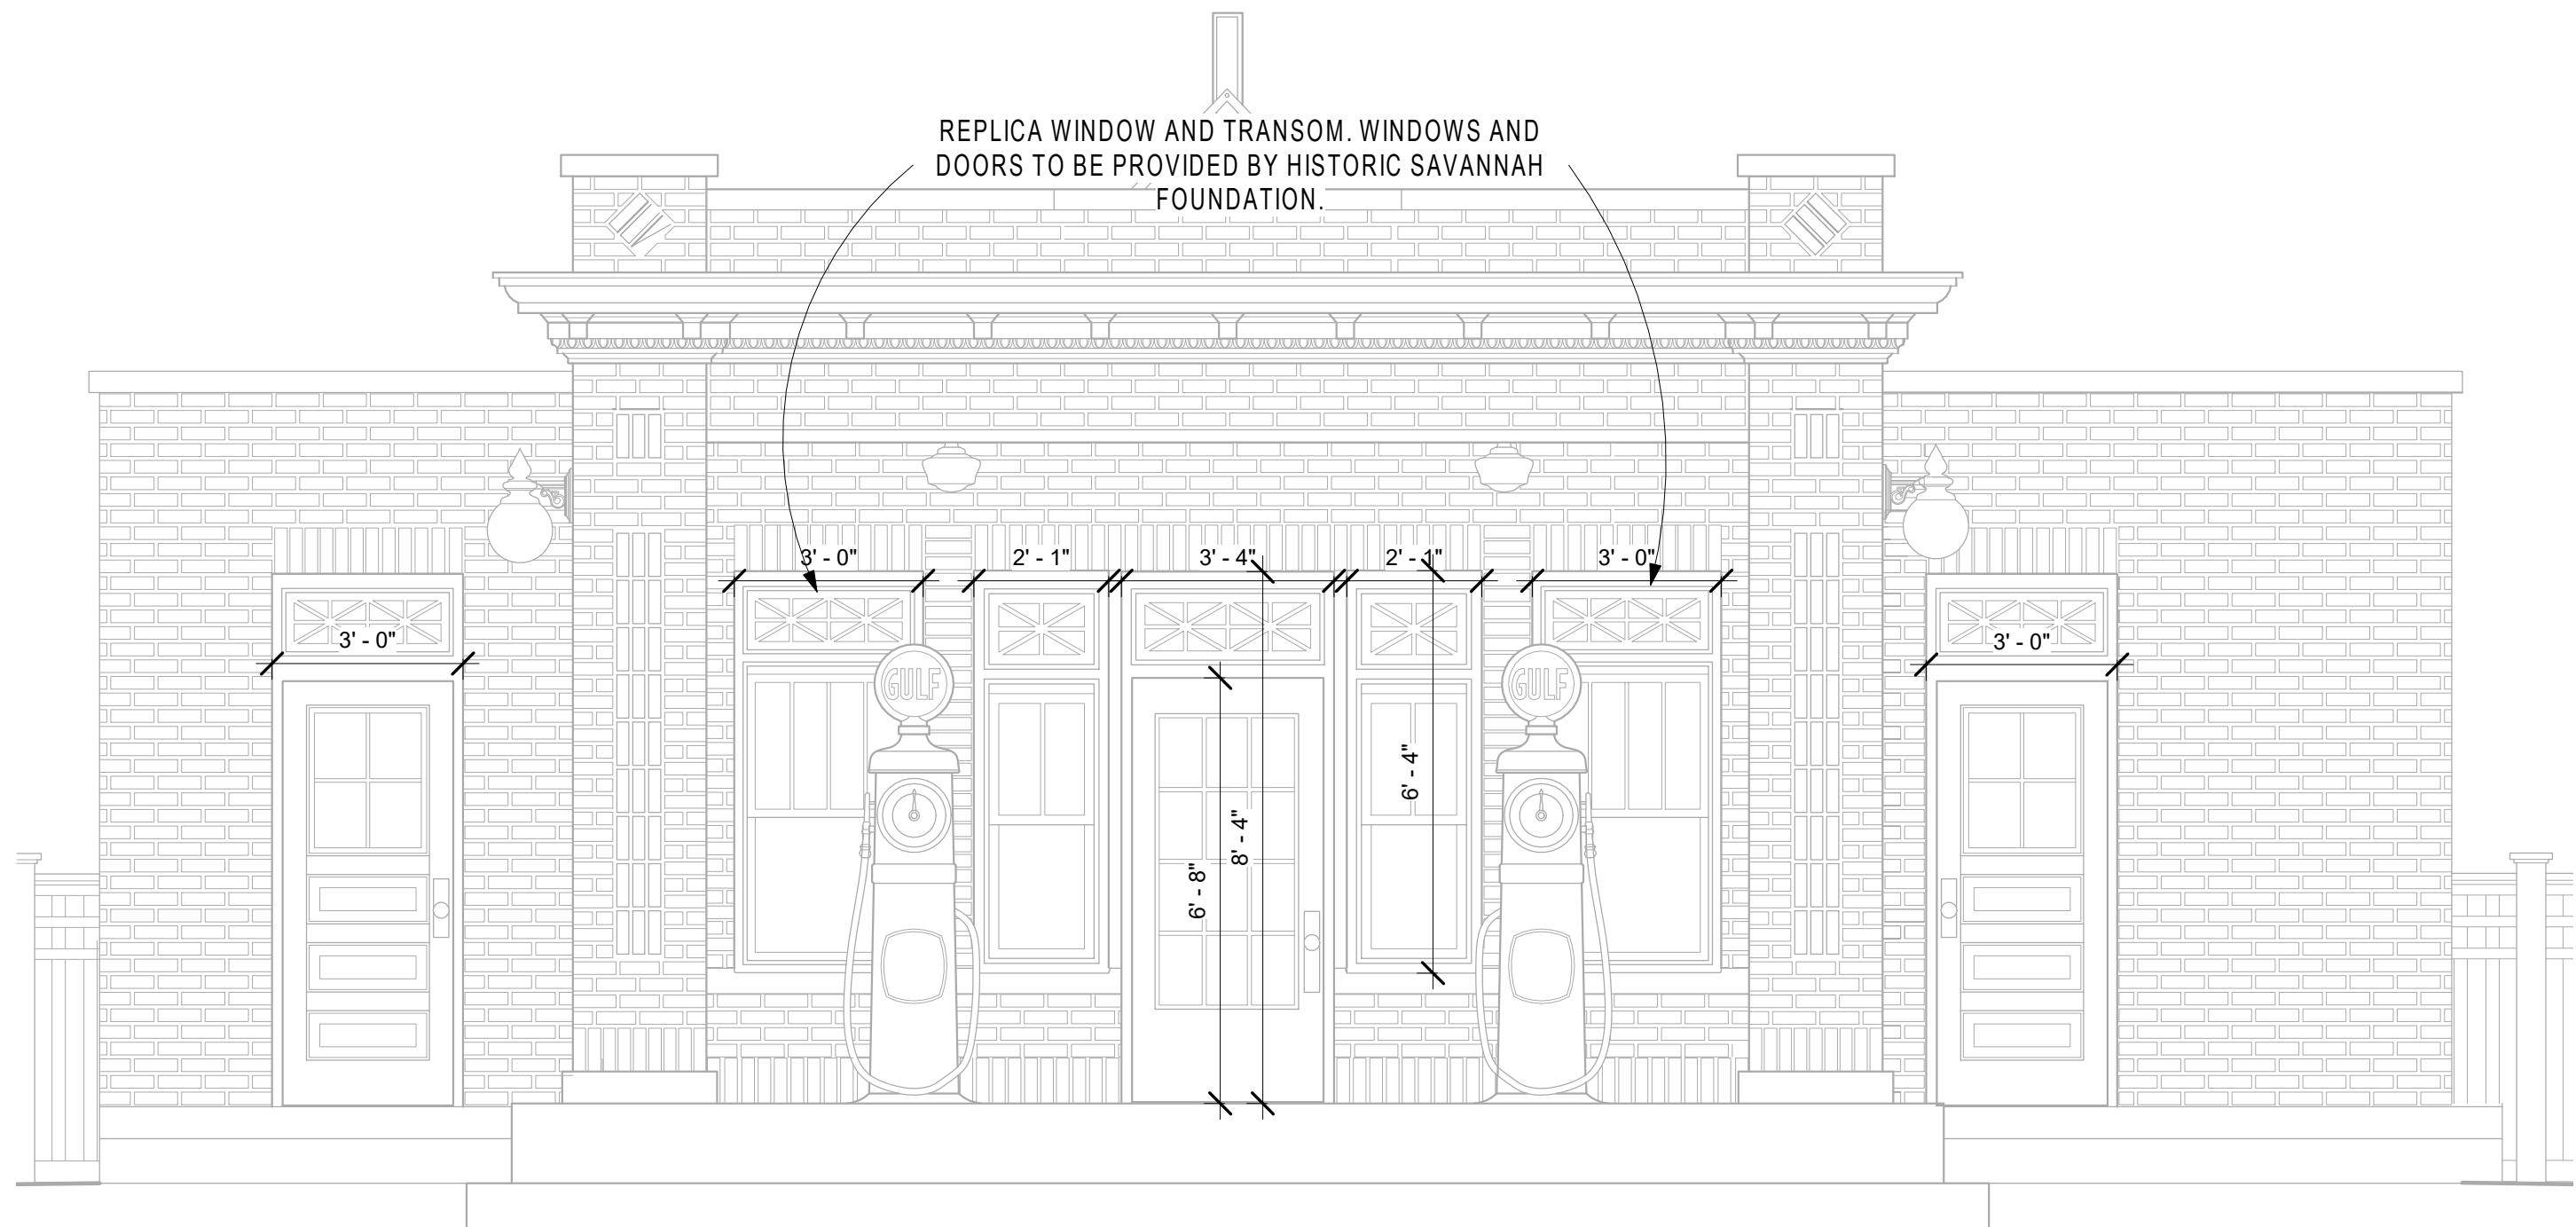 REPLICA WINDOW AND TRANSOM. WINDOWS AND
DOORS TO BE PROVIDED BY HISTORIC SAVANNAH
FOUNDATION.
3' - 0"
2' - 1"
3' - 4"
2' - 1"
3' - 0"
3' - 0"
3' - 0"
GULF
GULF
6' - 4"
8' - 4"
6' - 8"